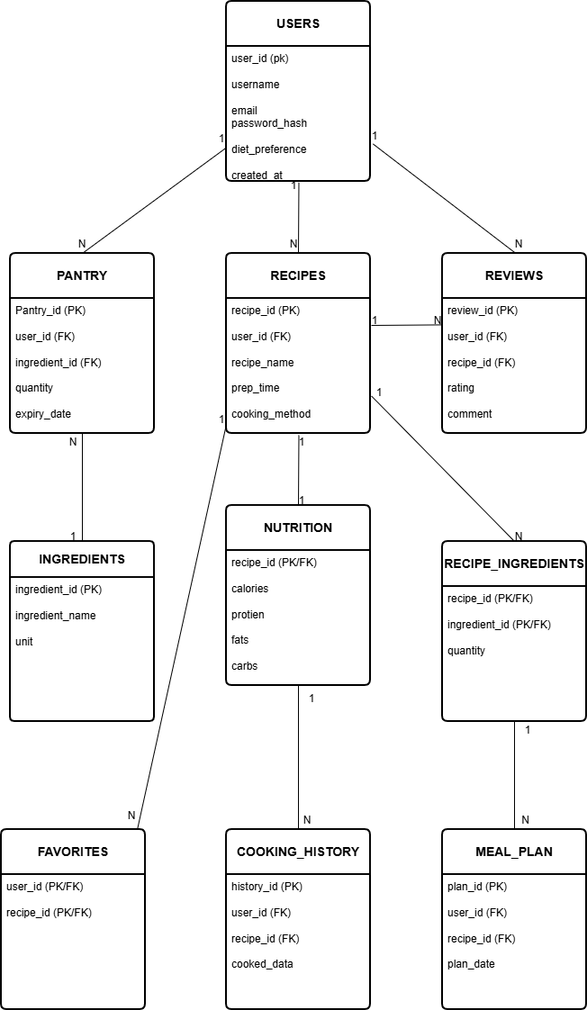 USERS
user_id (pk)
username
email
password_hash
diet_preference
created_at
1
1
1
N
N
N
PANTRY
Pantry_id (PK)
user_id (FK)
ingredient_id (FK)
quantity
expiry_date
RECIPES
recipe_id (PK)
user_id (FK)
recipe_name
prep_time
cooking_method
REVIEWS
review_id (PK)
user_id (FK)
recipe_id (FK)
rating
comment
1
N
1
1
N
1
1
1
N
INGREDIENTS
ingredient_id (PK)
ingredient_name
unit
NUTRITION
recipe_id (PK/FK)
calories
protien
fats
carbs
RECIPE_INGREDIENTS
recipe_id (PK/FK)
ingredient_id (PK/FK)
quantity
1
1
N
N
N
FAVORITES
user_id (PK/FK)
recipe_id (PK/FK)
COOKING_HISTORY
history_id (PK)
user_id (FK)
recipe_id (FK)
cooked_data
MEAL_PLAN
plan_id (PK)
user_id (FK)
recipe_id (FK)
plan_date